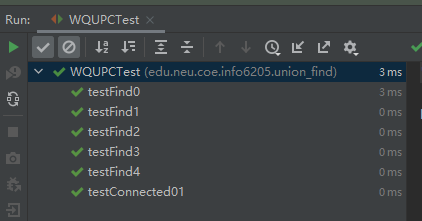 Run: WQUPCTest
WQUPCTest (edu.neu.coe.info6205.union_find) 3 ms
testFind0 3 ms
testFind1 0 ms
testFind2 0 ms
testFind3 0 ms
testFind4 0 ms
testConnected01 0 ms